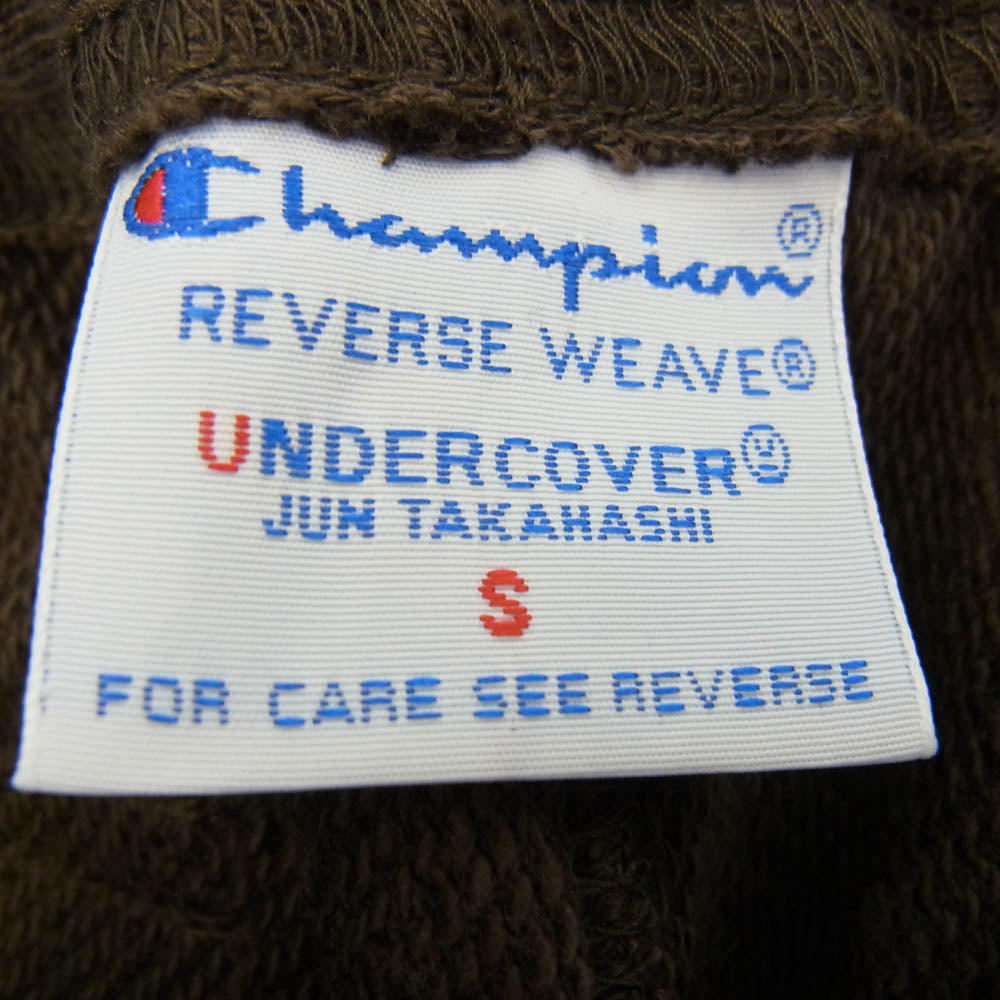 Champion®
REVERSE WEAVE®
UNDERCOVER
JUN TAKAHASHI
S
FOR CARE SEE REVERSE